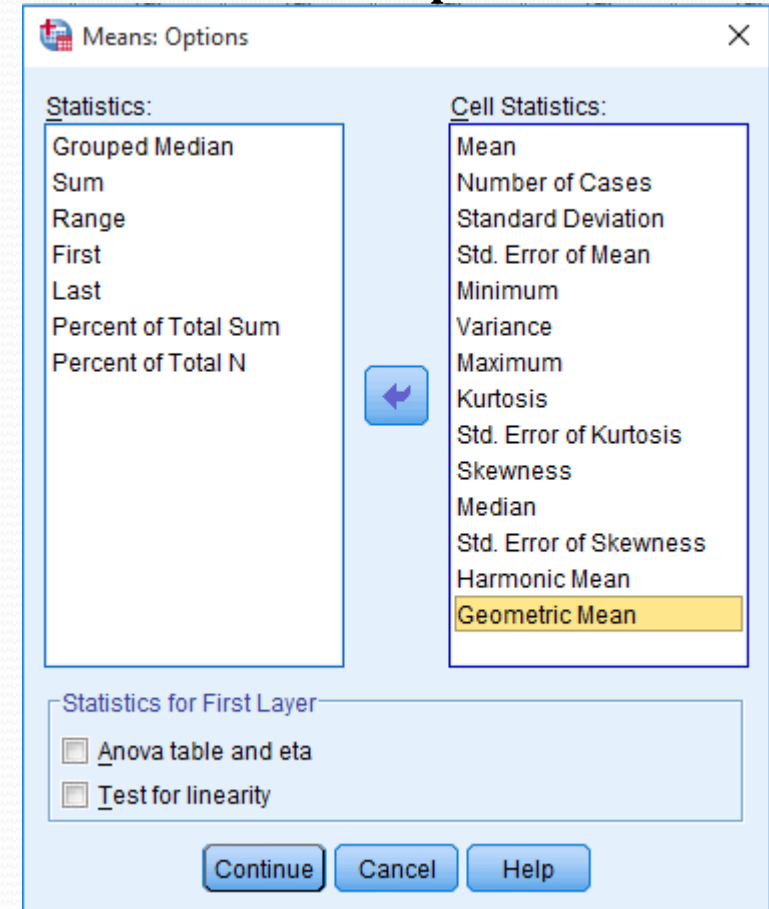 Means: Options
Statistics:
Grouped Median
Sum
Range
First
Last
Percent of Total Sum
Percent of Total N
Cell Statistics:
Mean
Number of Cases
Standard Deviation
Std. Error of Mean
Minimum
Variance
Maximum
Kurtosis
Std. Error of Kurtosis
Skewness
Median
Std. Error of Skewness
Harmonic Mean
Geometric Mean
Statistics for First Layer
Anova table and eta
Test for linearity
Continue Cancel Help